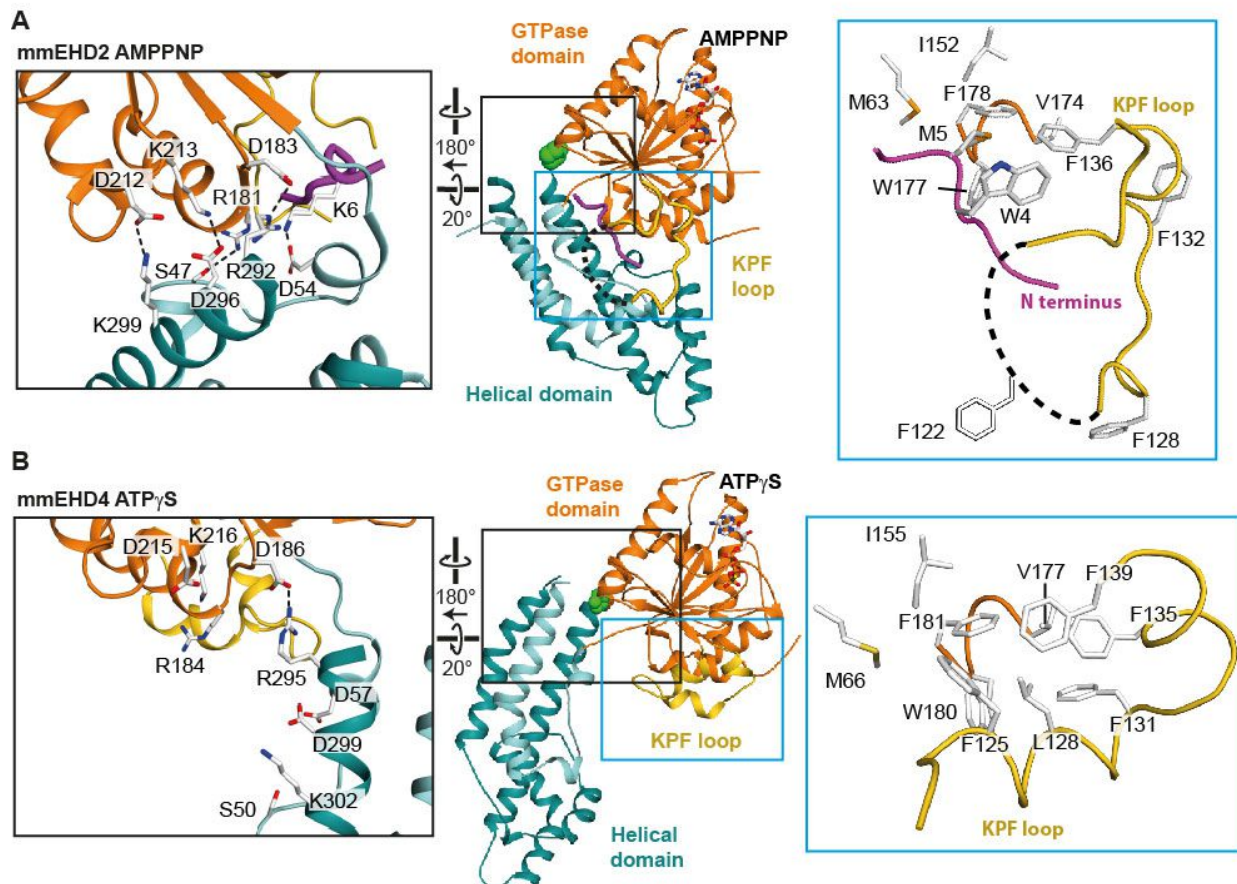 A
mmEHD2 AMPPNP
K213
D183
D212
R181
K6
S47
R292
D296
D54
K299
180°
20°
GTPase
domain
AMPPNP
KPF
loop
Helical domain
I152
M63
F178
V174
KPF loop
M5
F136
W177
W4
F132
N terminus
F122
F128
B
mmEHD4 ATPγS
K216
D215
D186
R184
R295
D57
D299
K302
S50
180°
20°
GTPase
domain
ATPγS
KPF loop
Helical
domain
I155
V177
F139
F181
F135
M66
W180
F131
F125
L128
KPF loop